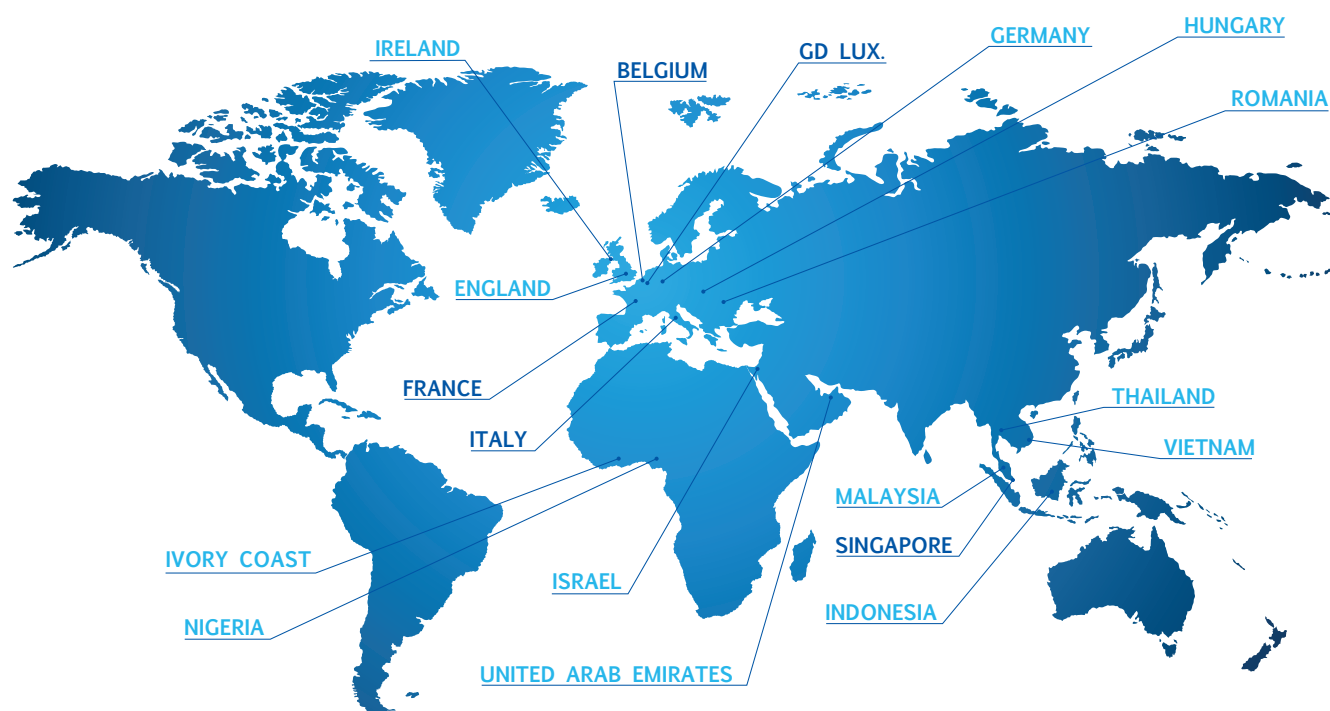 HUNGARY
GERMANY
IRELAND
GD LUX.
BELGIUM
ROMANIA
ENGLAND
FRANCE
THAILAND
ITALY
VIETNAM
MALAYSIA
SINGAPORE
IVORY COAST
ISRAEL
INDONESIA
NIGERIA
UNITED ARAB EMIRATES